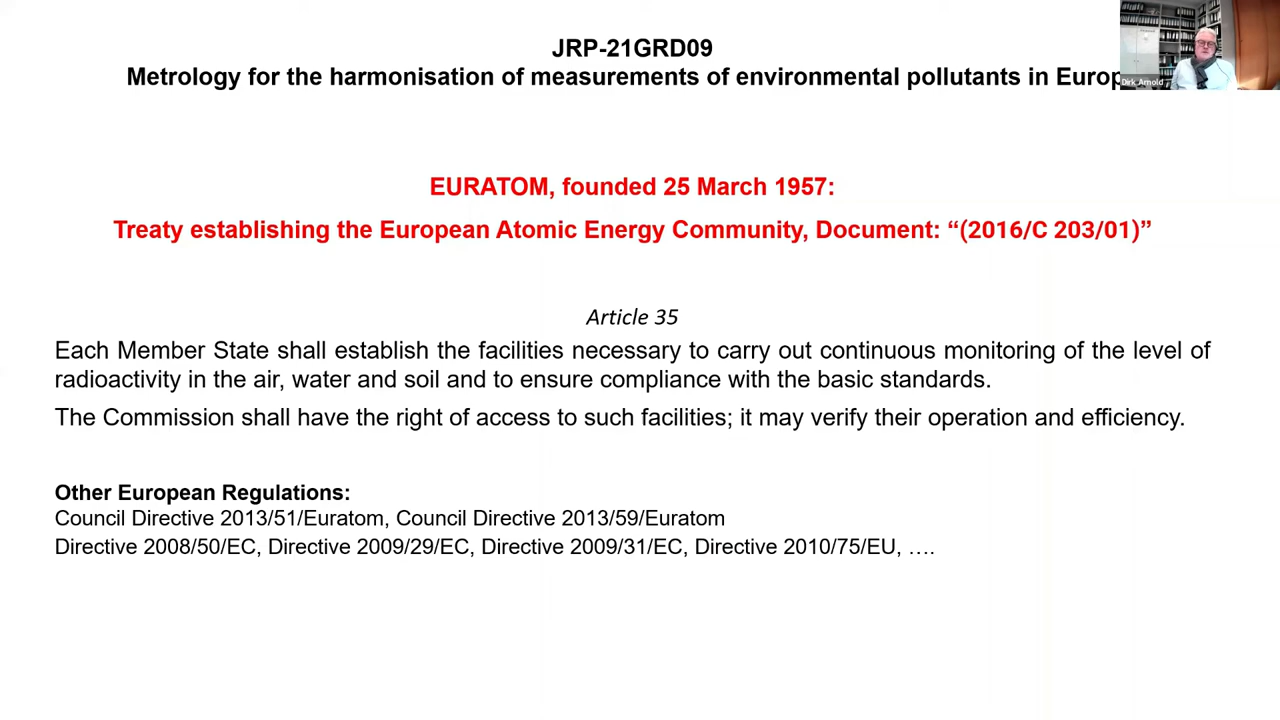 JRP-21GRD09
Metrology for the harmonisation of measurements of environmental pollutants in
Dirk Arnold
EURATOM, founded 25 March 1957:
Treaty establishing the European Atomic Energy Community, Document: “(2016/C 203/01)”
Article 35
Each Member State shall establish the facilities necessary to carry out continuous monitoring of the level of
radioactivity in the air, water and soil and to ensure compliance with the basic standards.
The Commission shall have the right of access to such facilities; it may verify their operation and efficiency.
Other European Regulations:
Council Directive 2013/51/Euratom, Council Directive 2013/59/Euratom
Directive 2008/50/EC, Directive 2009/29/EC, Directive 2009/31/EC, Directive 2010/75/EU, ….